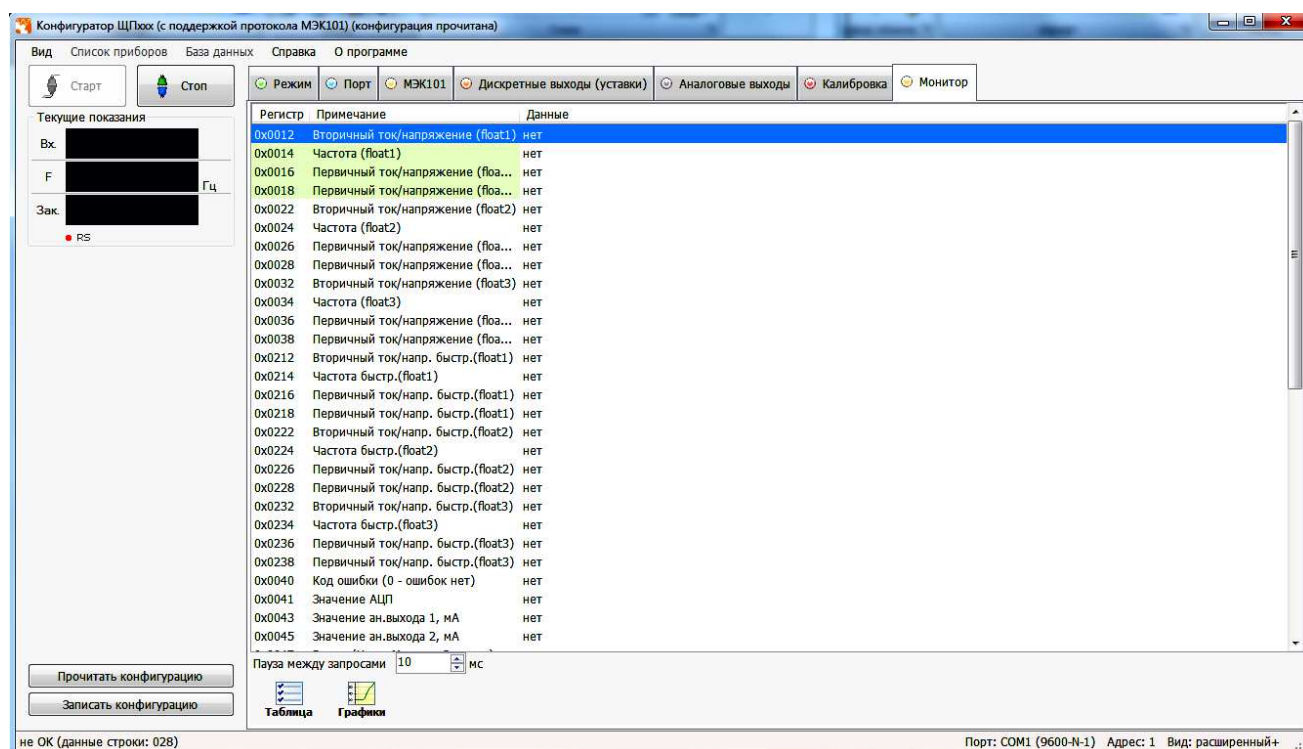 Конфигуратор ЩПxxx (с поддержкой протокола МЭК101) (конфигурация прочитана)
Вид Список приборов База данных Справка О программе
Старт Стоп
Режим Порт МЭК101 Дискретные выходы (уставки) Аналоговые выходы Калибровка Монитор
Текущие показания
Вх.
F Гц
Зак.
RS
Регистр Примечание Данные
0x0012 Вторичный ток/напряжение (float1) нет
0x0014 Частота (float1) нет
0x0016 Первичный ток/напряжение (floa... нет
0x0018 Первичный ток/напряжение (floa... нет
0x0022 Вторичный ток/напряжение (float2) нет
0x0024 Частота (float2) нет
0x0026 Первичный ток/напряжение (floa... нет
0x0028 Первичный ток/напряжение (floa... нет
0x0032 Вторичный ток/напряжение (float3) нет
0x0034 Частота (float3) нет
0x0036 Первичный ток/напряжение (floa... нет
0x0038 Первичный ток/напряжение (floa... нет
0x0212 Вторичный ток/напр. быстр.(float1) нет
0x0214 Частота быстр.(float1) нет
0x0216 Первичный ток/напр. быстр.(float1) нет
0x0218 Первичный ток/напр. быстр.(float1) нет
0x0222 Вторичный ток/напр. быстр.(float2) нет
0x0224 Частота быстр.(float2) нет
0x0226 Первичный ток/напр. быстр.(float2) нет
0x0228 Первичный ток/напр. быстр.(float2) нет
0x0232 Вторичный ток/напр. быстр.(float3) нет
0x0234 Частота быстр.(float3) нет
0x0236 Первичный ток/напр. быстр.(float3) нет
0x0238 Первичный ток/напр. быстр.(float3) нет
0x0040 Код ошибки (0 - ошибок нет) нет
0x0041 Значение АЦП нет
0x0043 Значение ан.выхода 1, мА нет
0x0045 Значение ан.выхода 2, мА нет
Пауза между запросами 10 мс
Прочитать конфигурацию
Записать конфигурацию
Таблица Графики
не ОК (данные строки: 028) Порт: COM1 (9600-N-1) Адрес: 1 Вид: расширенный+